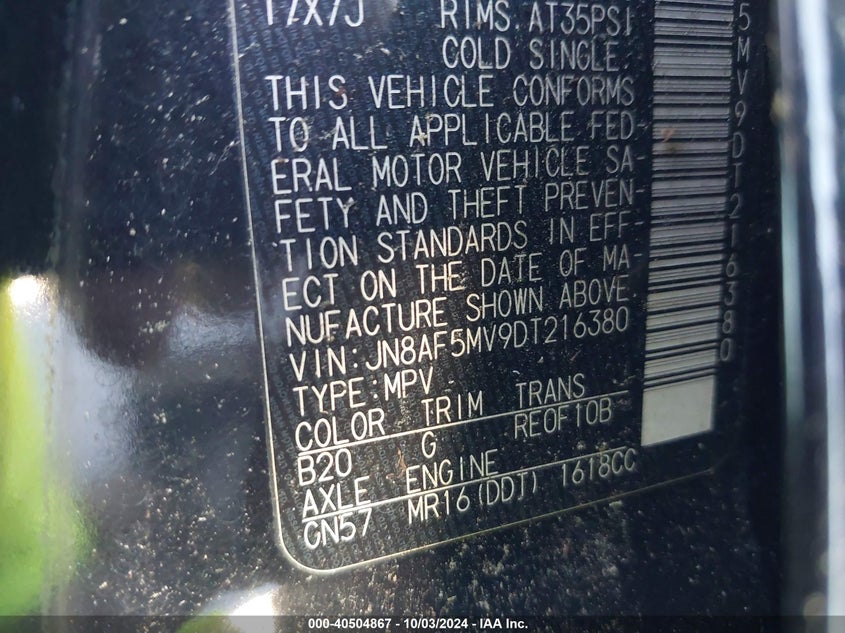 17X7J RIMS. AT35PSI
COLD SINGLE.
THIS VEHICLE CONFORMS
TO ALL APPLICABLE FED-
ERAL MOTOR VEHICLE SA-
FETY AND THEFT PREVEN-
TION STANDARDS IN EFF-
ECT ON THE DATE OF MA-
NUFACTURE SHOWN ABOVE
VIN:JN8AF5MV9DT216380
TYPE:MPV
COLOR TRIM TRANS
B20 G RE0F10B
AXLE ENGINE
GN57 MR16(DDT) 1618CC
5MV9DT216380
000-40504867 - 10/03/2024 - IAA, Inc.